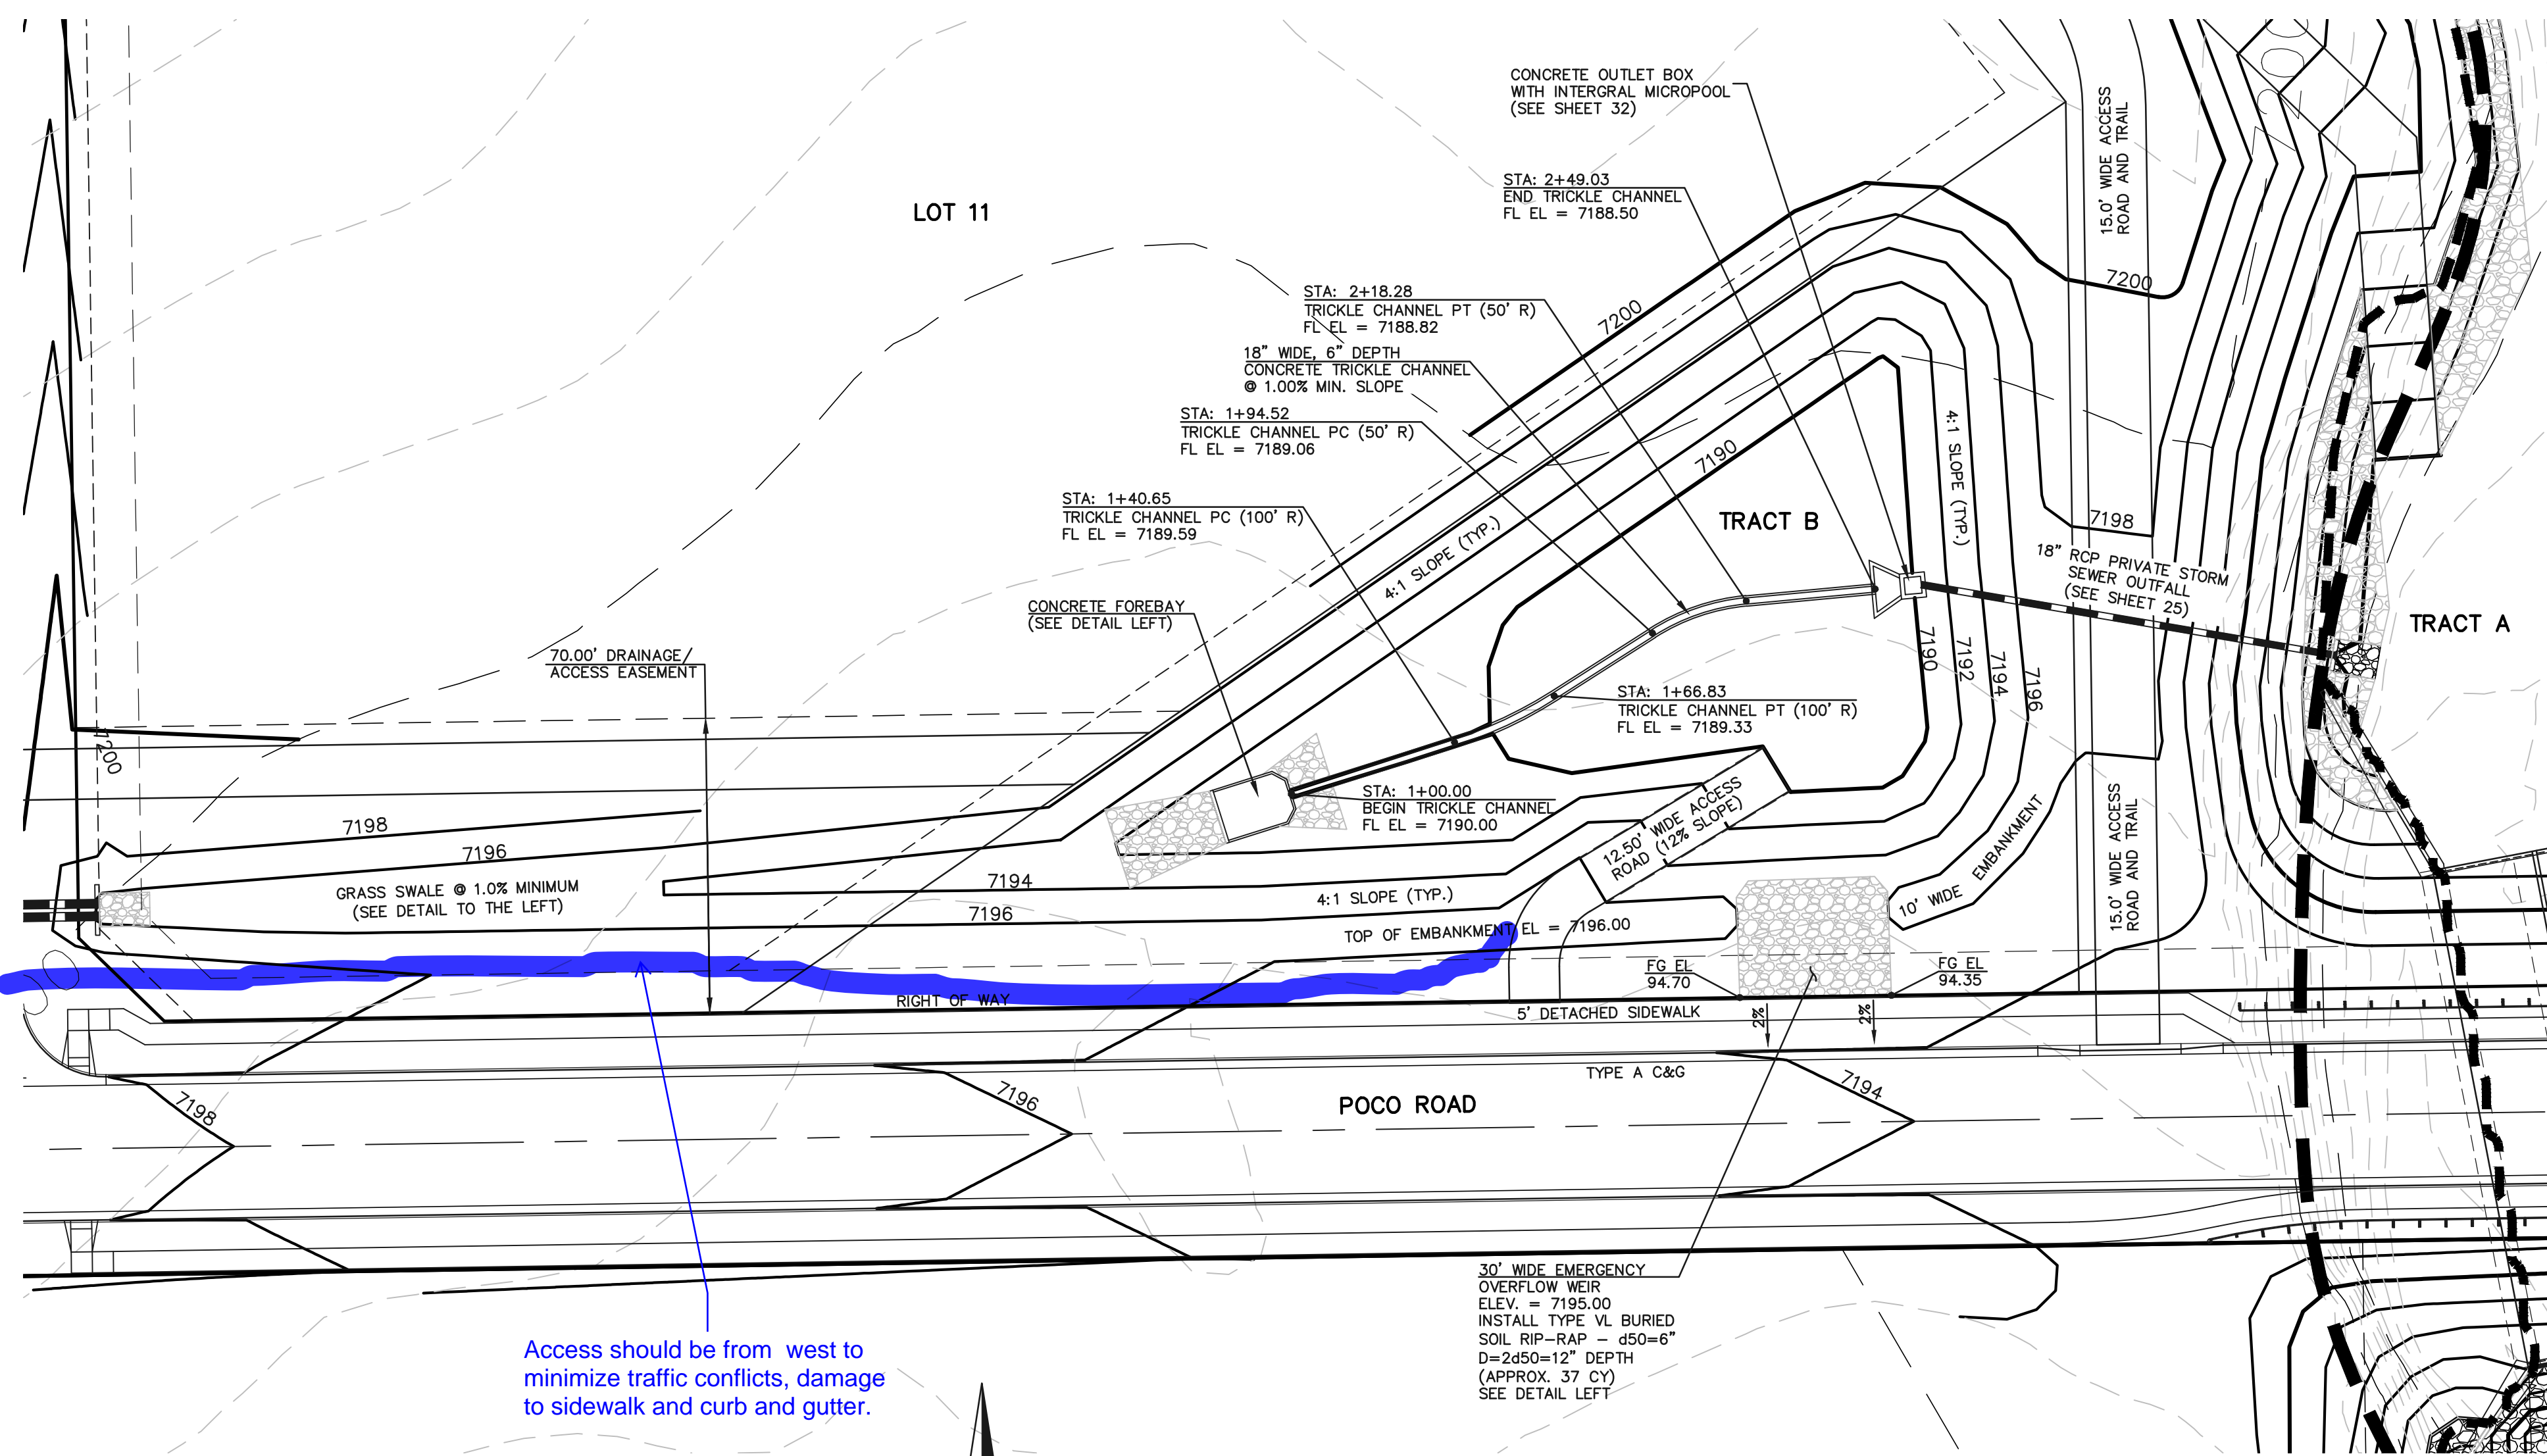 CONCRETE OUTLET BOX
WITH INTERGRAL MICROPOOL
(SEE SHEET 32)
15.0' WIDE ACCESS
ROAD AND TRAIL
STA: 2+49.03
END TRICKLE CHANNEL
FL EL = 7188.50
LOT 11
7200
STA: 2+18.28
TRICKLE CHANNEL PT (50' R)
FL EL = 7188.82
7200
18" WIDE, 6" DEPTH
CONCRETE TRICKLE CHANNEL
@ 1.00% MIN. SLOPE
STA: 1+94.52
TRICKLE CHANNEL PC (50' R)
FL EL = 7189.06
7190
4:1 SLOPE (TYP.)
STA: 1+40.65
TRICKLE CHANNEL PC (100' R)
FL EL = 7189.59
TRACT B
7198
4:1 SLOPE (TYP.)
18" RCP PRIVATE STORM
SEWER OUTFALL
(SEE SHEET 25)
CONCRETE FOREBAY
(SEE DETAIL LEFT)
TRACT A
70.00' DRAINAGE/
ACCESS EASEMENT
7190
7192
7194
7196
STA: 1+66.83
TRICKLE CHANNEL PT (100' R)
FL EL = 7189.33
7200
STA: 1+00.00
BEGIN TRICKLE CHANNEL
FL EL = 7190.00
12.50' WIDE ACCESS
ROAD (12% SLOPE)
10' WIDE EMBANKMENT
15.0' WIDE ACCESS
ROAD AND TRAIL
7198
7196
GRASS SWALE @ 1.0% MINIMUM
(SEE DETAIL TO THE LEFT)
7194
4:1 SLOPE (TYP.)
7196
TOP OF EMBANKMENT EL = 7196.00
FG EL
94.70
FG EL
94.35
RIGHT OF WAY
5' DETACHED SIDEWALK
2%
2%
TYPE A C&G
7198
7196
POCO ROAD
7194
30' WIDE EMERGENCY
OVERFLOW WEIR
ELEV. = 7195.00
INSTALL TYPE VL BURIED
SOIL RIP-RAP - d50=6"
D=2d50=12" DEPTH
(APPROX. 37 CY)
SEE DETAIL LEFT
Access should be from  west to
minimize traffic conflicts, damage
to sidewalk and curb and gutter.